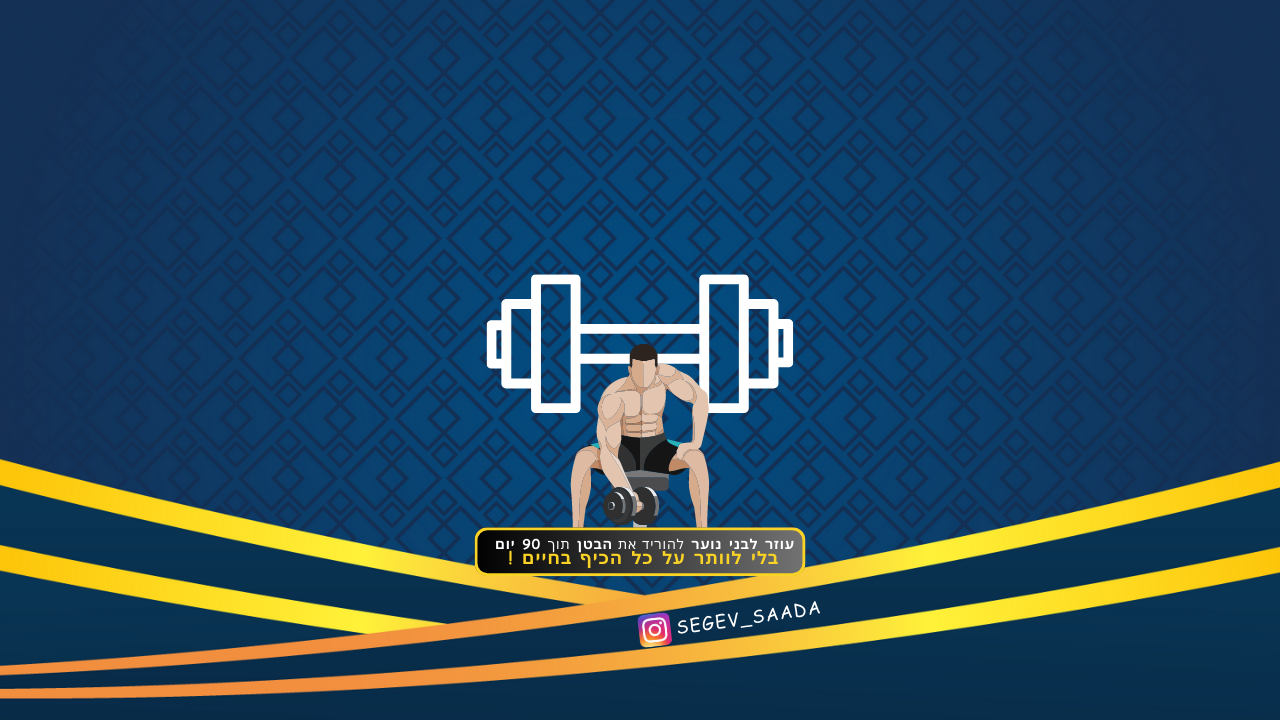 עוזר לבני נוער להוריד את הבטן תוך 90 יום
בלי לוותר על כל הכיף בחיים !
SEGEV_SAADA